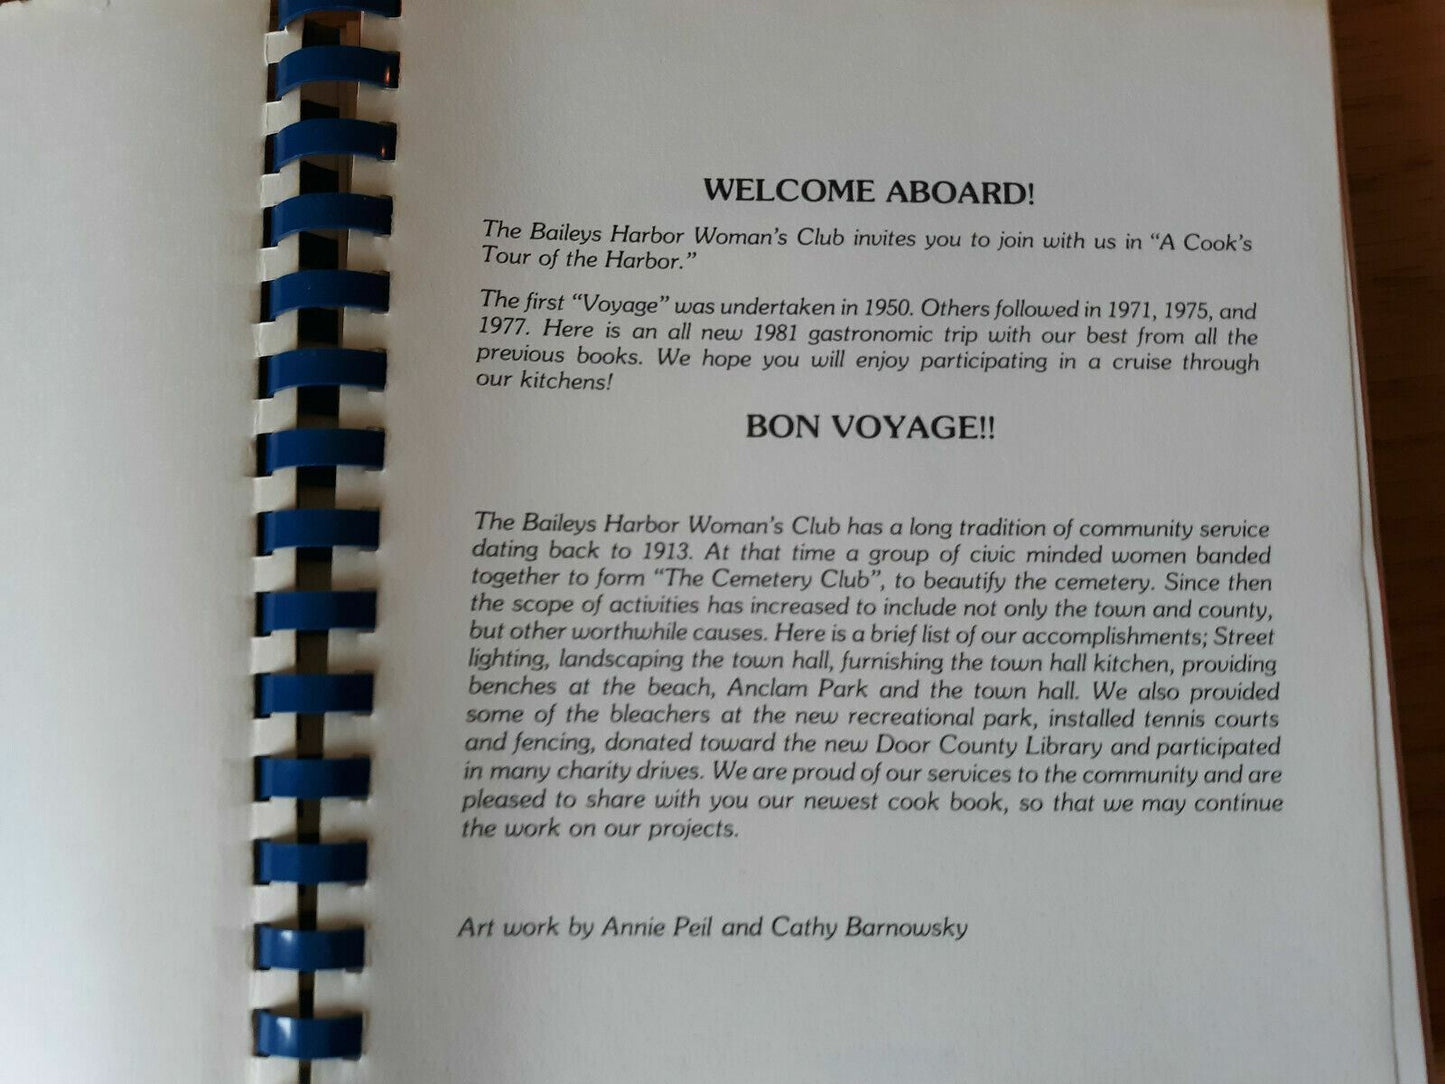 WELCOME ABOARD!
The Baileys Harbor Woman's Club invites you to join with us in “A Cook's
Tour of the Harbor.”
The first “Voyage” was undertaken in 1950. Others followed in 1971, 1975, and
1977. Here is an all new 1981 gastronomic trip with our best from all the
previous books. We hope you will enjoy participating in a cruise through
our kitchens!
BON VOYAGE!!
The Baileys Harbor Woman's Club has a long tradition of community service
dating back to 1913. At that time a group of civic minded women banded
together to form “The Cemetery Club”, to beautify the cemetery. Since then
the scope of activities has increased to include not only the town and county,
but other worthwhile causes. Here is a brief list of our accomplishments; Street
lighting, landscaping the town hall, furnishing the town hall kitchen, providing
benches at the beach, Anclam Park and the town hall. We also provided
some of the bleachers at the new recreational park, installed tennis courts
and fencing, donated toward the new Door County Library and participated
in many charity drives. We are proud of our services to the community and are
pleased to share with you our newest cook book, so that we may continue
the work on our projects.
Art work by Annie Peil and Cathy Barnowsky